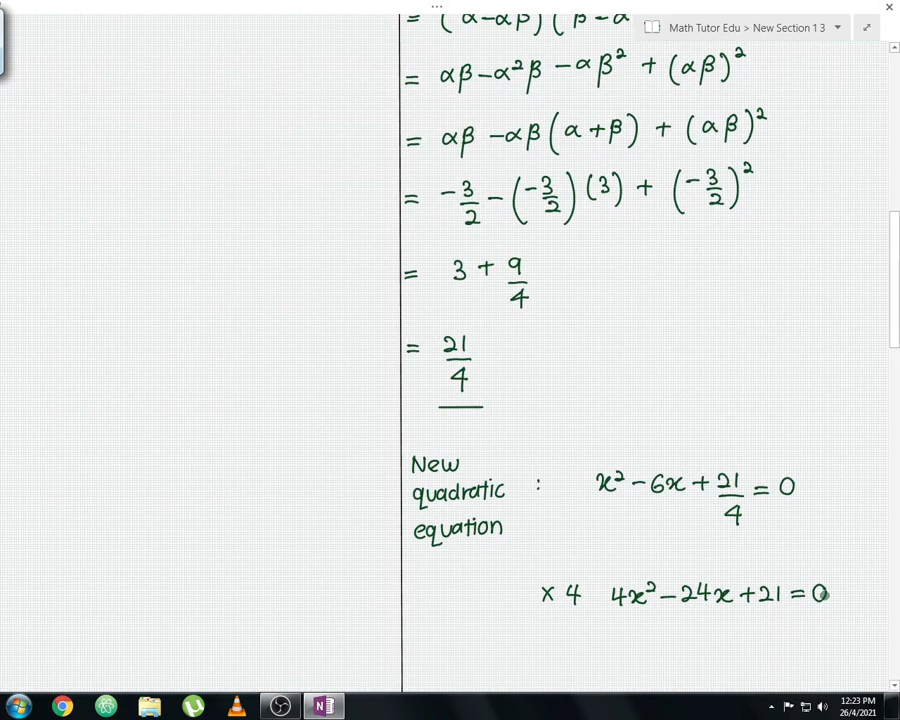 Math Tutor Edu > New Section 13
= (α-αβ)(β-α
= αβ-α²β-αβ²+(αβ)²
= αβ-αβ(α+β)+(αβ)²
= -3/2-(-3/2)(3)+(-3/2)²
= 3+9/4
= 21/4
New quadratic equation : x²-6x+21/4=0
×4 4x²-24x+21=0
12:23 PM
26/4/2021